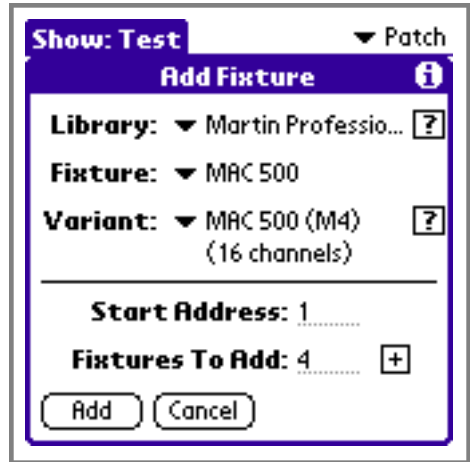 Show: Test Patch
Add Fixture i
Library: Martin Professio... ?
Fixture: MAC 500
Variant: MAC 500 (M4) ?
(16 channels)
Start Address: 1
Fixtures To Add: 4 +
Add Cancel